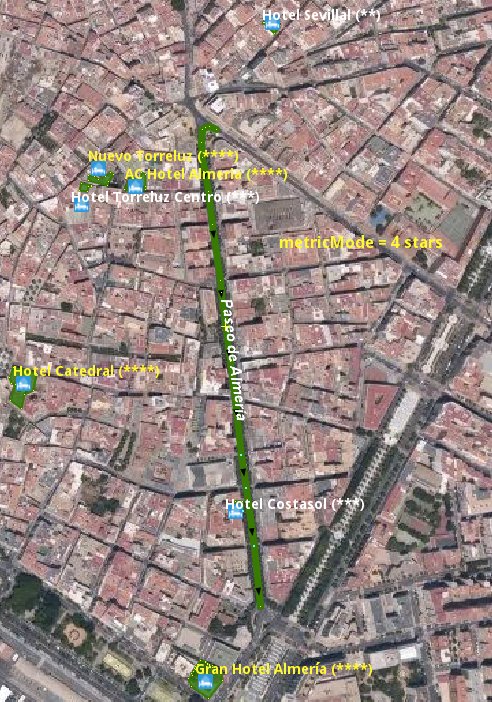 Hotel Sevillal (**)
Nuevo Torreluz (****)
AC Hotel Almería (****)
Hotel Torreluz Centro (***)
metricMode = 4 stars
Paseo de Almería
Hotel Catedral (****)
Hotel Costasol (***)
Gran Hotel Almería (****)